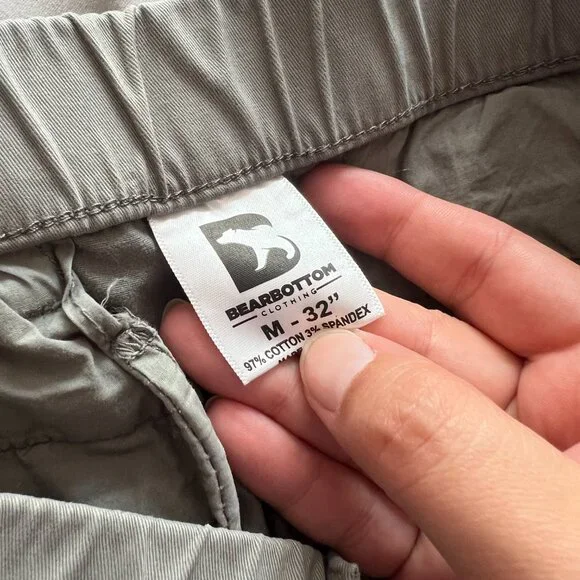 B
BEARBOTTOM
CLOTHING
M - 32"
97% COTTON 3% SPANDEX